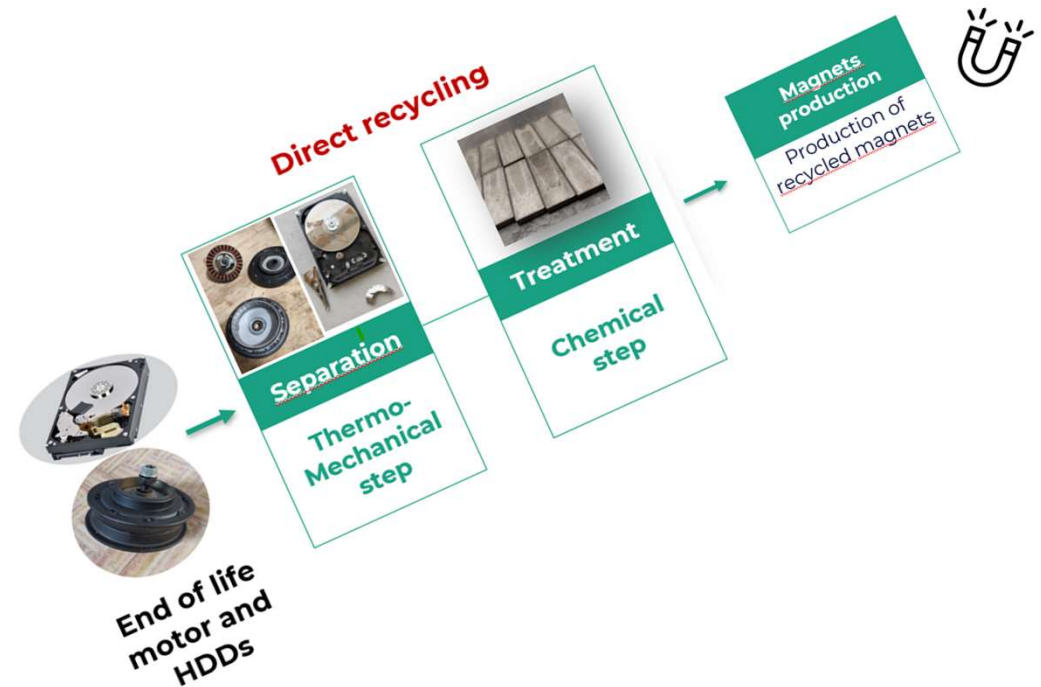 Direct recycling
End of life
motor and
HDDs
Separation
Thermo-
Mechanical
step
Treatment
Chemical
step
Magnets
production
Production of
recycled magnets